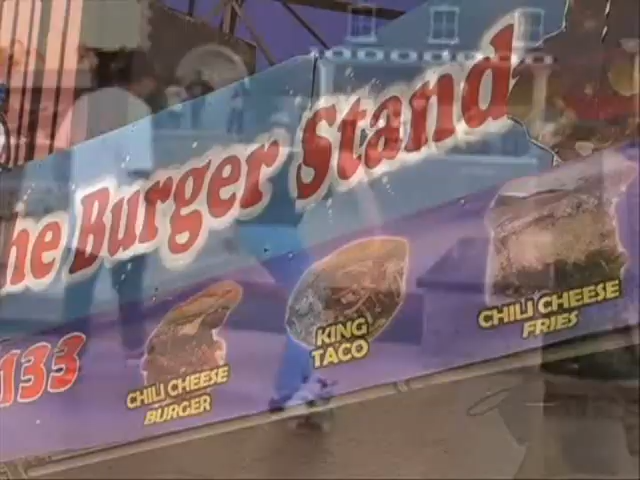 he Burger Stand
133
CHILI CHEESE
BURGER
KING
TACO
CHILI CHEESE
FRIES